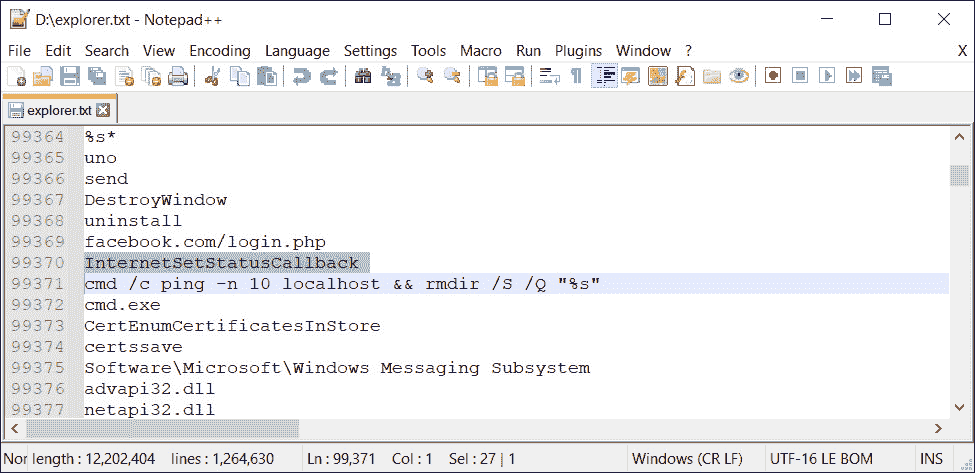 D:\explorer.txt - Notepad++
File Edit Search View Encoding Language Settings Tools Macro Run Plugins Window ? X
explorer.txt
99364 %s*
99365 uno
99366 send
99367 DestroyWindow
99368 uninstall
99369 facebook.com/login.php
99370 InternetSetStatusCallback
99371 cmd /c ping -n 10 localhost && rmdir /S /Q "%s"
99372 cmd.exe
99373 CertEnumCertificatesInStore
99374 certssave
99375 Software\Microsoft\Windows Messaging Subsystem
99376 advapi32.dll
99377 netapi32.dll
Nor length : 12,202,404 lines : 1,264,630 Ln : 99,371 Col : 1 Sel : 27 | 1 Windows (CR LF) UTF-16 LE BOM INS